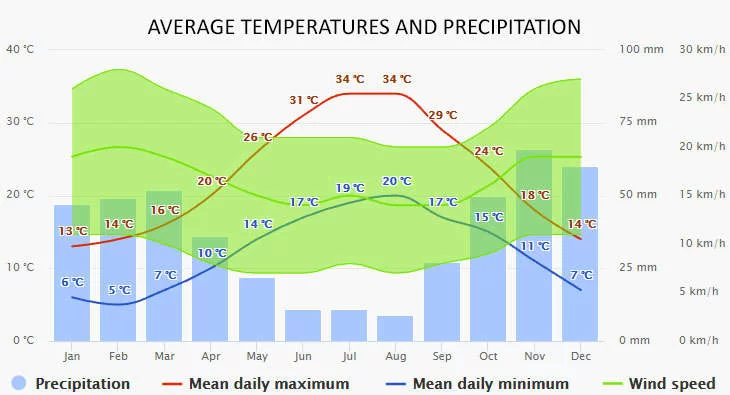 AVERAGE TEMPERATURES AND PRECIPITATION
40 °C 100 mm 30 km/h
34 °C 34 °C
31 °C 25 km/h
29 °C
30 °C 75 mm
26 °C
24 °C 20 km/h
20 °C 19 °C 20 °C
20 °C 18 °C 50 mm 15 km/h
17 °C 17 °C
16 °C 15 °C
13 °C 14 °C 14 °C 14 °C
11 °C 10 km/h
10 °C
10 °C 25 mm
6 °C 5 °C 7 °C 7 °C 5 km/h
0 °C 0 mm 0 km/h
Jan Feb Mar Apr May Jun Jul Aug Sep Oct Nov Dec
Precipitation Mean daily maximum Mean daily minimum Wind speed